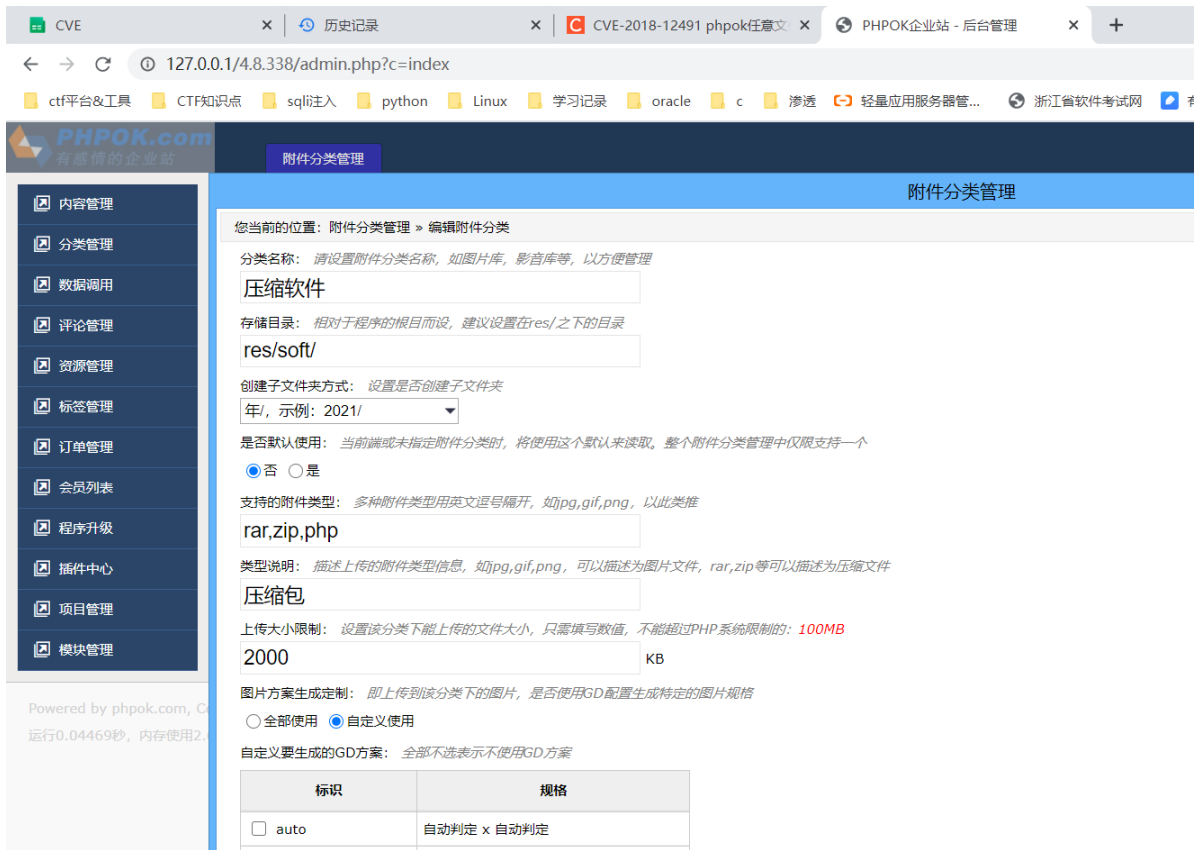 CVE
历史记录
CVE-2018-12491 phpok任意文
PHPOK企业站 - 后台管理
127.0.0.1/4.8.338/admin.php?c=index
ctf平台&工具
CTF知识点
sqli注入
python
Linux
学习记录
oracle
c
渗透
轻量应用服务器管...
浙江省软件考试网
PHPOK.com
有感情的企业站
附件分类管理
附件分类管理
内容管理
分类管理
数据调用
评论管理
资源管理
标签管理
订单管理
会员列表
程序升级
插件中心
项目管理
模块管理
Powered by phpok.com,
运行0.04469秒，内存使用2.
您当前的位置：附件分类管理 » 编辑附件分类
分类名称： 请设置附件分类名称，如图片库，影音库等，以方便管理
压缩软件
存储目录： 相对于程序的根目而设，建议设置在res/之下的目录
res/soft/
创建子文件夹方式： 设置是否创建子文件夹
年/，示例：2021/
是否默认使用： 当前端或未指定附件分类时，将使用这个默认来读取。整个附件分类管理中仅限支持一个
否 是
支持的附件类型： 多种附件类型用英文逗号隔开，如jpg,gif,png，以此类推
rar,zip,php
类型说明： 描述上传的附件类型信息，如jpg,gif,png，可以描述为图片文件，rar,zip等可以描述为压缩文件
压缩包
上传大小限制： 设置该分类下能上传的文件大小，只需填写数值，不能超过PHP系统限制的：100MB
2000 KB
图片方案生成定制： 即上传到该分类下的图片，是否使用GD配置生成特定的图片规格
全部使用 自定义使用
自定义要生成的GD方案： 全部不选表示不使用GD方案
标识 规格
auto 自动判定 x 自动判定